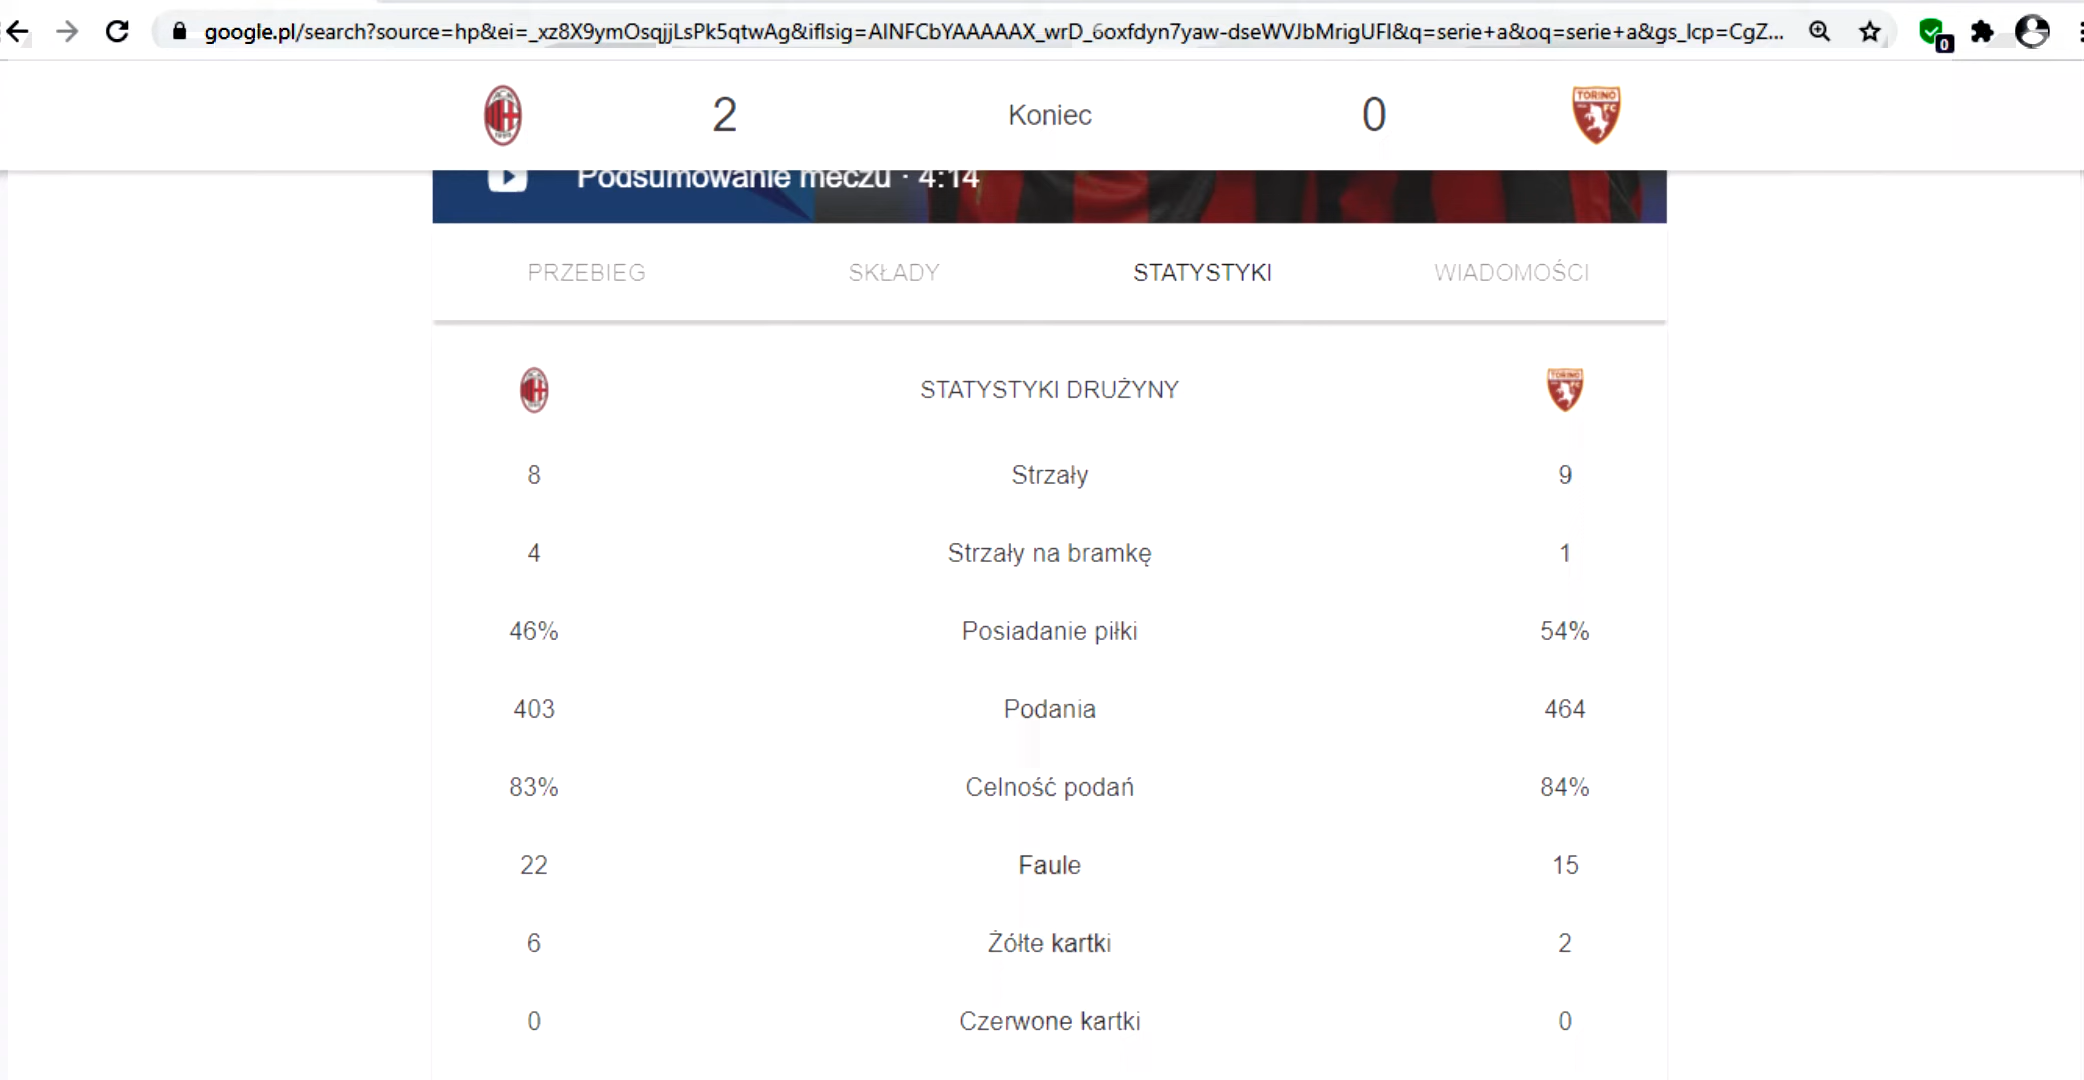 google.pl/search?source=hp&ei=_xz8X9ymOsqjjLsPk5qtwAg&iflsig=AINFCbYAAAAAX_wrD_6oxfdyn7yaw-dseWVJbMrigUFI&q=serie+a&oq=serie+a&gs_lcp=CgZ...
0
2 Koniec 0
TORINO FC
Podsumowanie meczu · 4:14
PRZEBIEG SKŁADY STATYSTYKI WIADOMOŚCI
STATYSTYKI DRUŻYNY
8 Strzały 9
4 Strzały na bramkę 1
46% Posiadanie piłki 54%
403 Podania 464
83% Celność podań 84%
22 Faule 15
6 Żółte kartki 2
0 Czerwone kartki 0